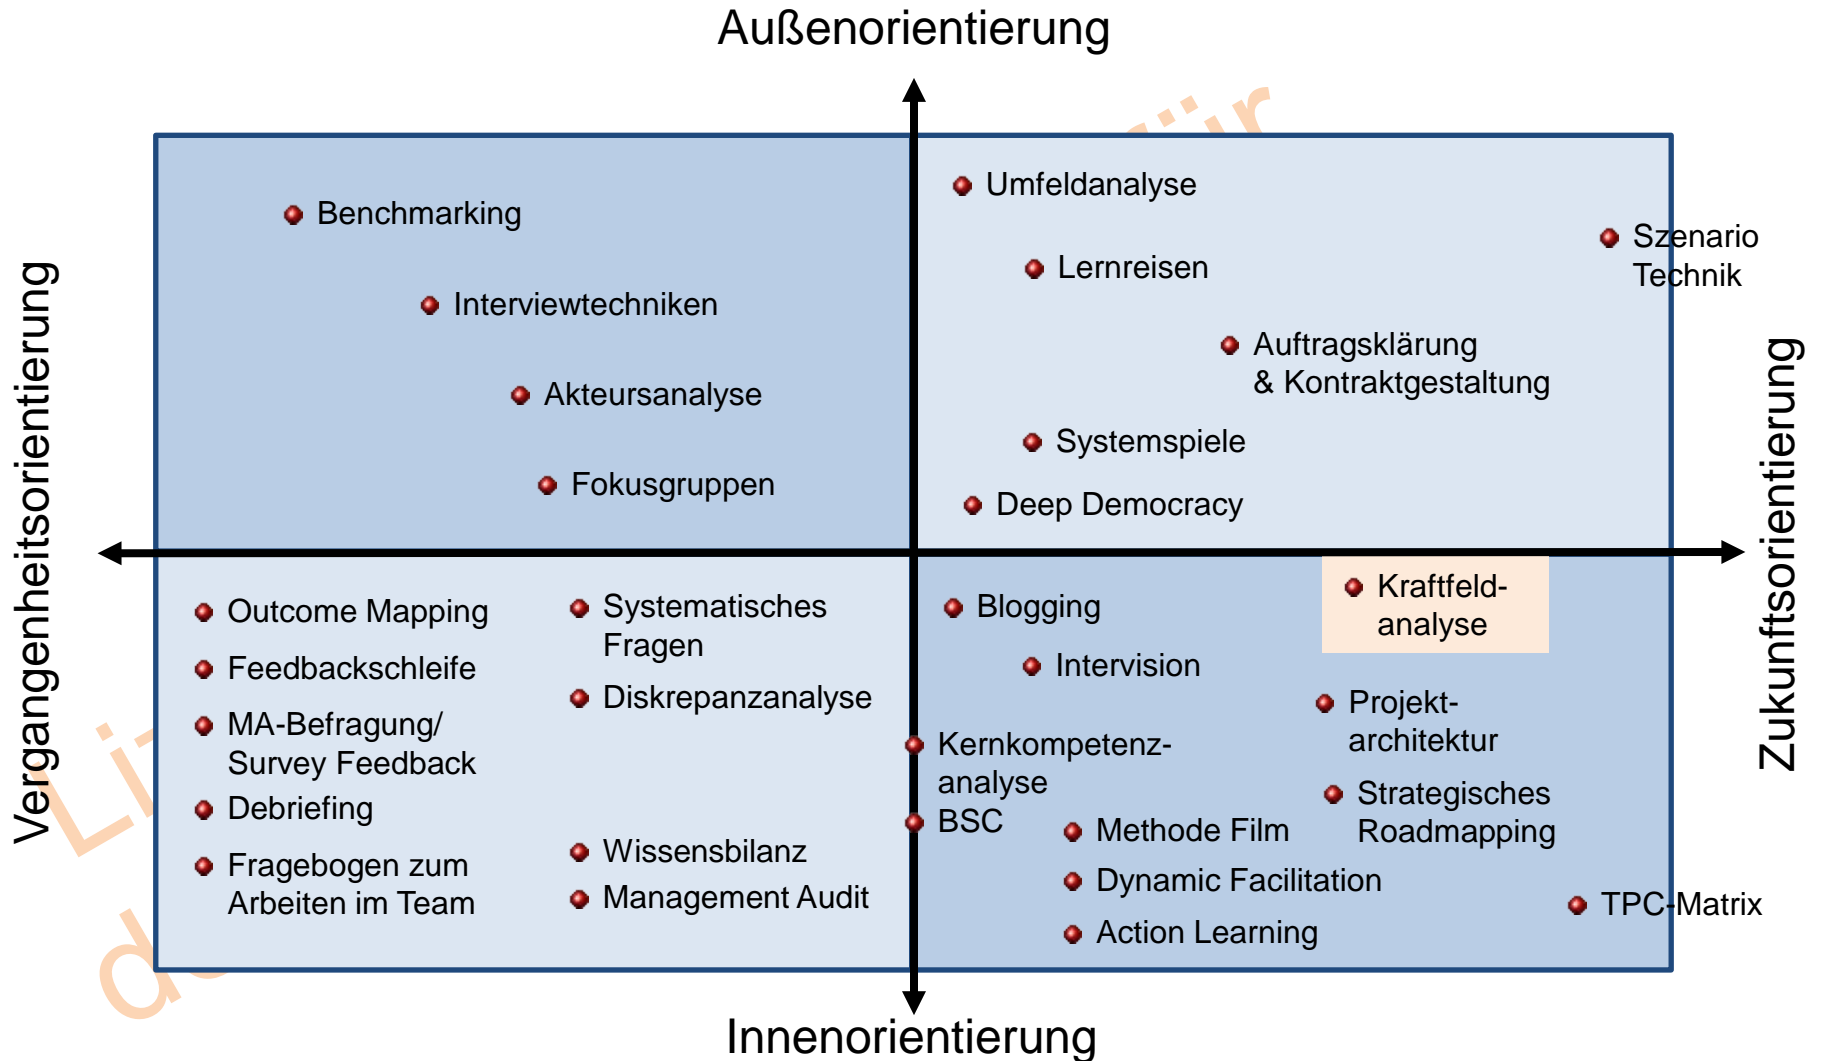 Außenorientierung
Vergangenheitsorientierung
Benchmarking
Interviewtechniken
Akteursanalyse
Fokusgruppen
Umfeldanalyse
Lernreisen
Szenario
Technik
Auftragsklärung
& Kontraktgestaltung
Systemspiele
Deep Democracy
Zukunftsorientierung
Outcome Mapping
Feedbackschleife
MA-Befragung/
Survey Feedback
Debriefing
Fragebogen zum
Arbeiten im Team
Systematisches
Fragen
Diskrepanzanalyse
Wissensbilanz
Management Audit
Blogging
Intervision
Kernkompetenz-
analyse
BSC
Methode Film
Dynamic Facilitation
Action Learning
Kraftfeld-
analyse
Projekt-
architektur
Strategisches
Roadmapping
TPC-Matrix
Innenorientierung